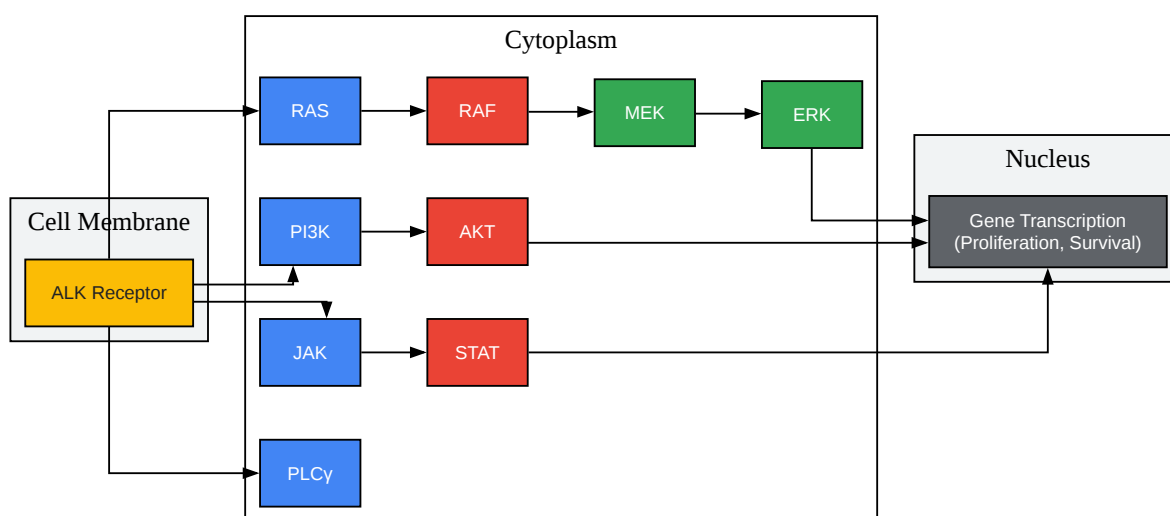 Cytoplasm
RAS
RAF
MEK
ERK
Nucleus
Gene Transcription
(Proliferation, Survival)
Cell Membrane
ALK Receptor
PI3K
AKT
JAK
STAT
PLCγ